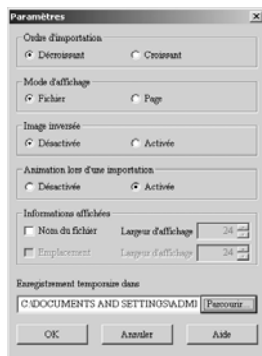 Paramètres
Ordre d'importation
Décroissant Croissant
Mode d'affichage
Fichier Page
Image inversée
Désactivée Activée
Animation lors d'une importation
Désactivée Activée
Informations affichées
Nom du fichier Largeur d'affichage 24
Emplacement Largeur d'affichage 24
Enregistrement temporaire dans
C:\DOCUMENTS AND SETTINGS\ADMI Parcourir...
OK Annuler Aide